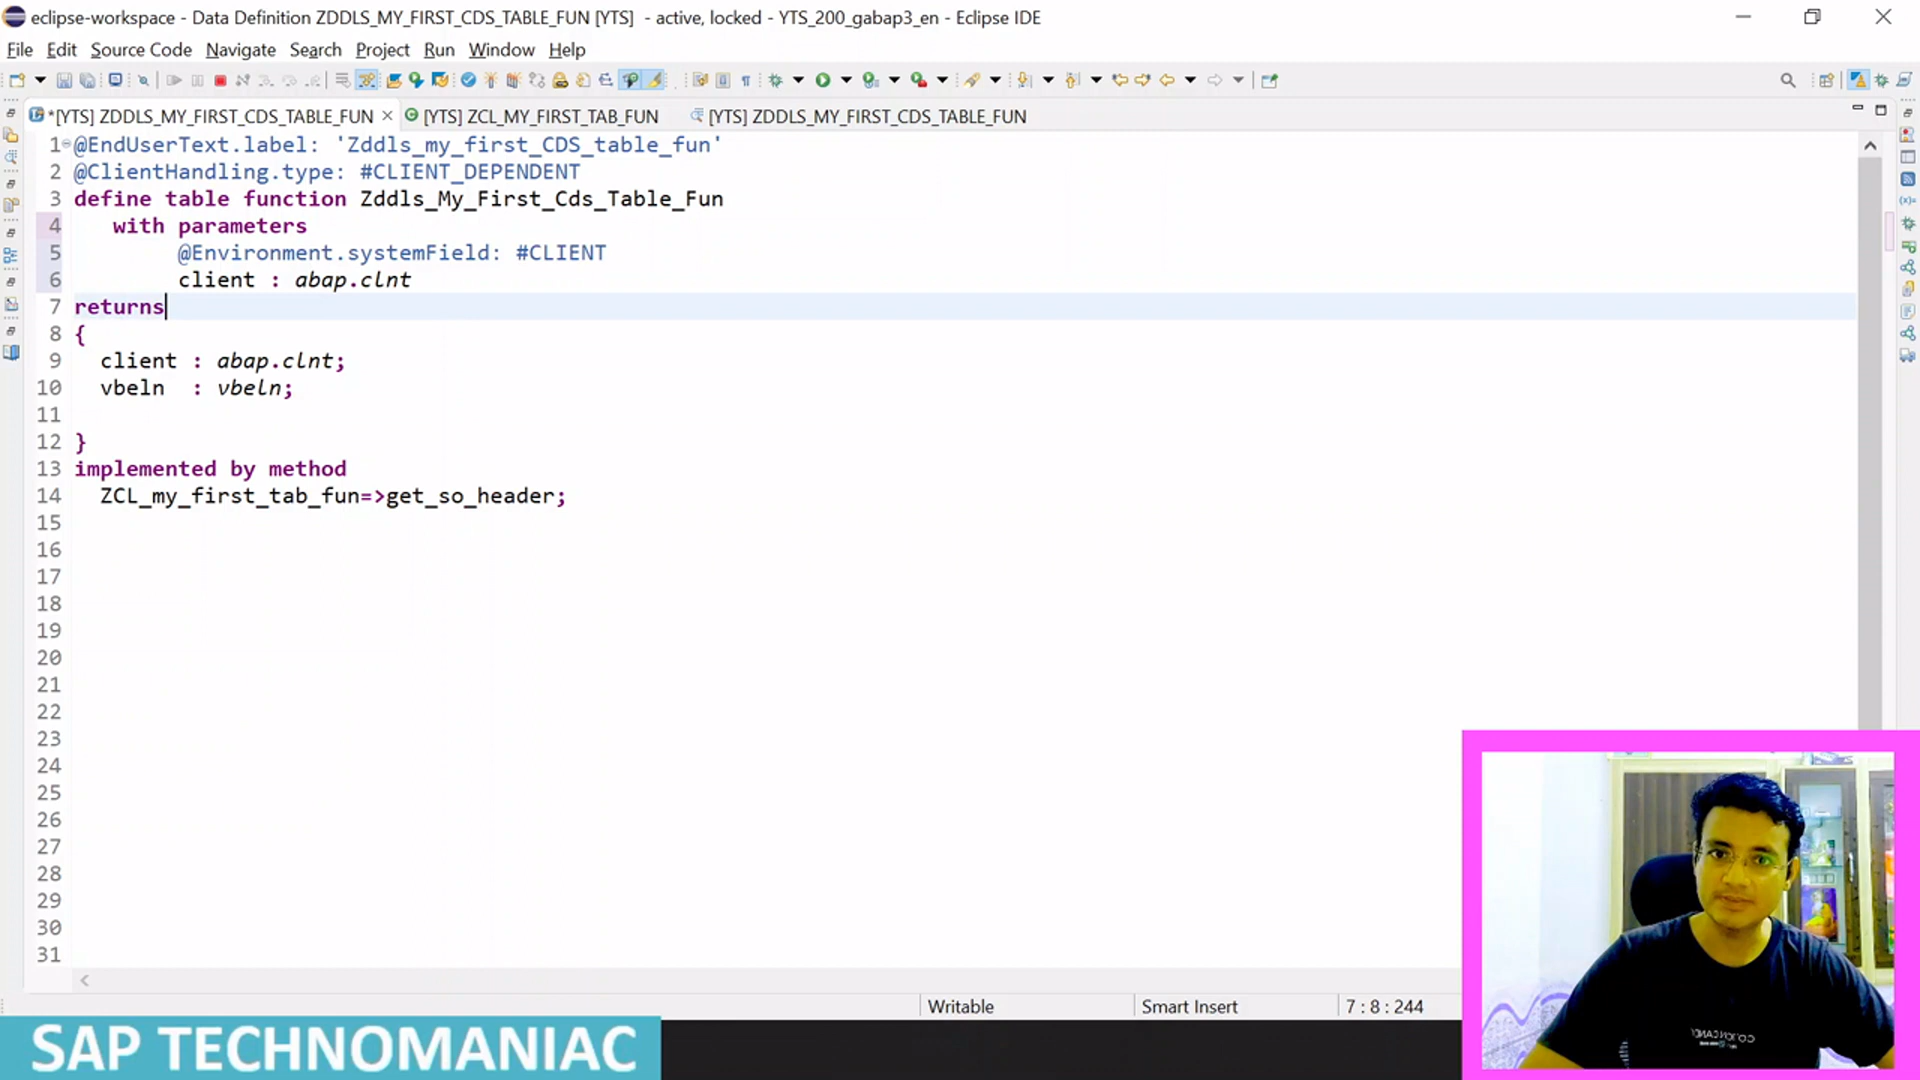 eclipse-workspace - Data Definition ZDDLS_MY_FIRST_CDS_TABLE_FUN [YTS] - active, locked - YTS_200_gabap3_en - Eclipse IDE
File Edit Source Code Navigate Search Project Run Window Help
*[YTS] ZDDLS_MY_FIRST_CDS_TABLE_FUN [YTS] ZCL_MY_FIRST_TAB_FUN [YTS] ZDDLS_MY_FIRST_CDS_TABLE_FUN
1 @EndUserText.label: 'Zddls_my_first_CDS_table_fun'
2 @ClientHandling.type: #CLIENT_DEPENDENT
3 define table function Zddls_My_First_Cds_Table_Fun
4 with parameters
5 @Environment.systemField: #CLIENT
6 client : abap.clnt
7 returns
8 {
9 client : abap.clnt;
10 vbeln : vbeln;
11
12 }
13 implemented by method
14 ZCL_my_first_tab_fun=>get_so_header;
15
16
17
18
19
20
21
22
23
24
25
26
27
28
29
30
31
Writable Smart Insert 7 : 8 : 244
SAP TECHNOMANIAC